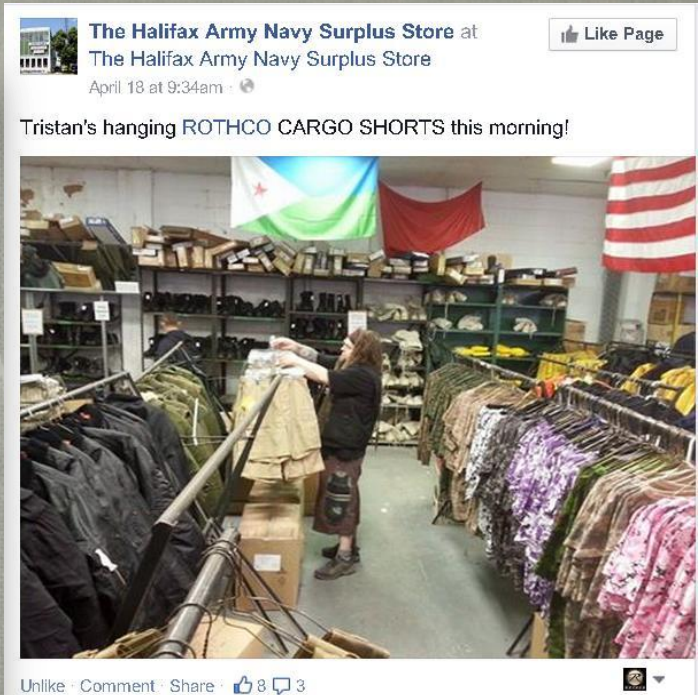 The Halifax Army Navy Surplus Store at
Like Page
The Halifax Army Navy Surplus Store
April 18 at 9:34am ·
Tristan's hanging ROTHCO CARGO SHORTS this morning!
Unlike · Comment · Share · 8 3